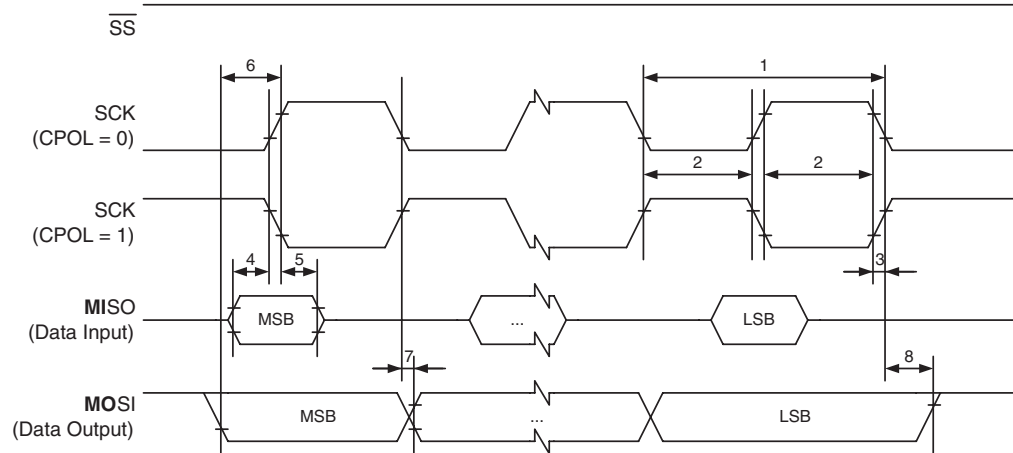 SS
6
1
SCK
(CPOL = 0)
2
2
SCK
(CPOL = 1)
4
5
3
MISO
(Data Input)
MSB
...
LSB
7
8
MOSI
(Data Output)
MSB
...
LSB